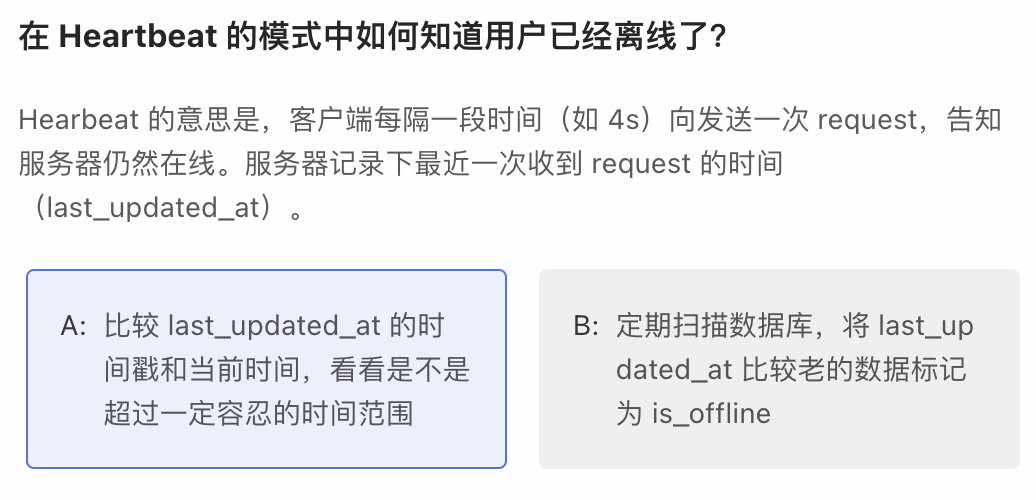 在 Heartbeat 的模式中如何知道用户已经离线了？
Hearbeat 的意思是，客户端每隔一段时间（如 4s）向发送一次 request，告知
服务器仍然在线。服务器记录下最近一次收到 request 的时间
（last_updated_at）。
A: 比较 last_updated_at 的时
间戳和当前时间，看看是不是
超过一定容忍的时间范围
B: 定期扫描数据库，将 last_up
dated_at 比较老的数据标记
为 is_offline